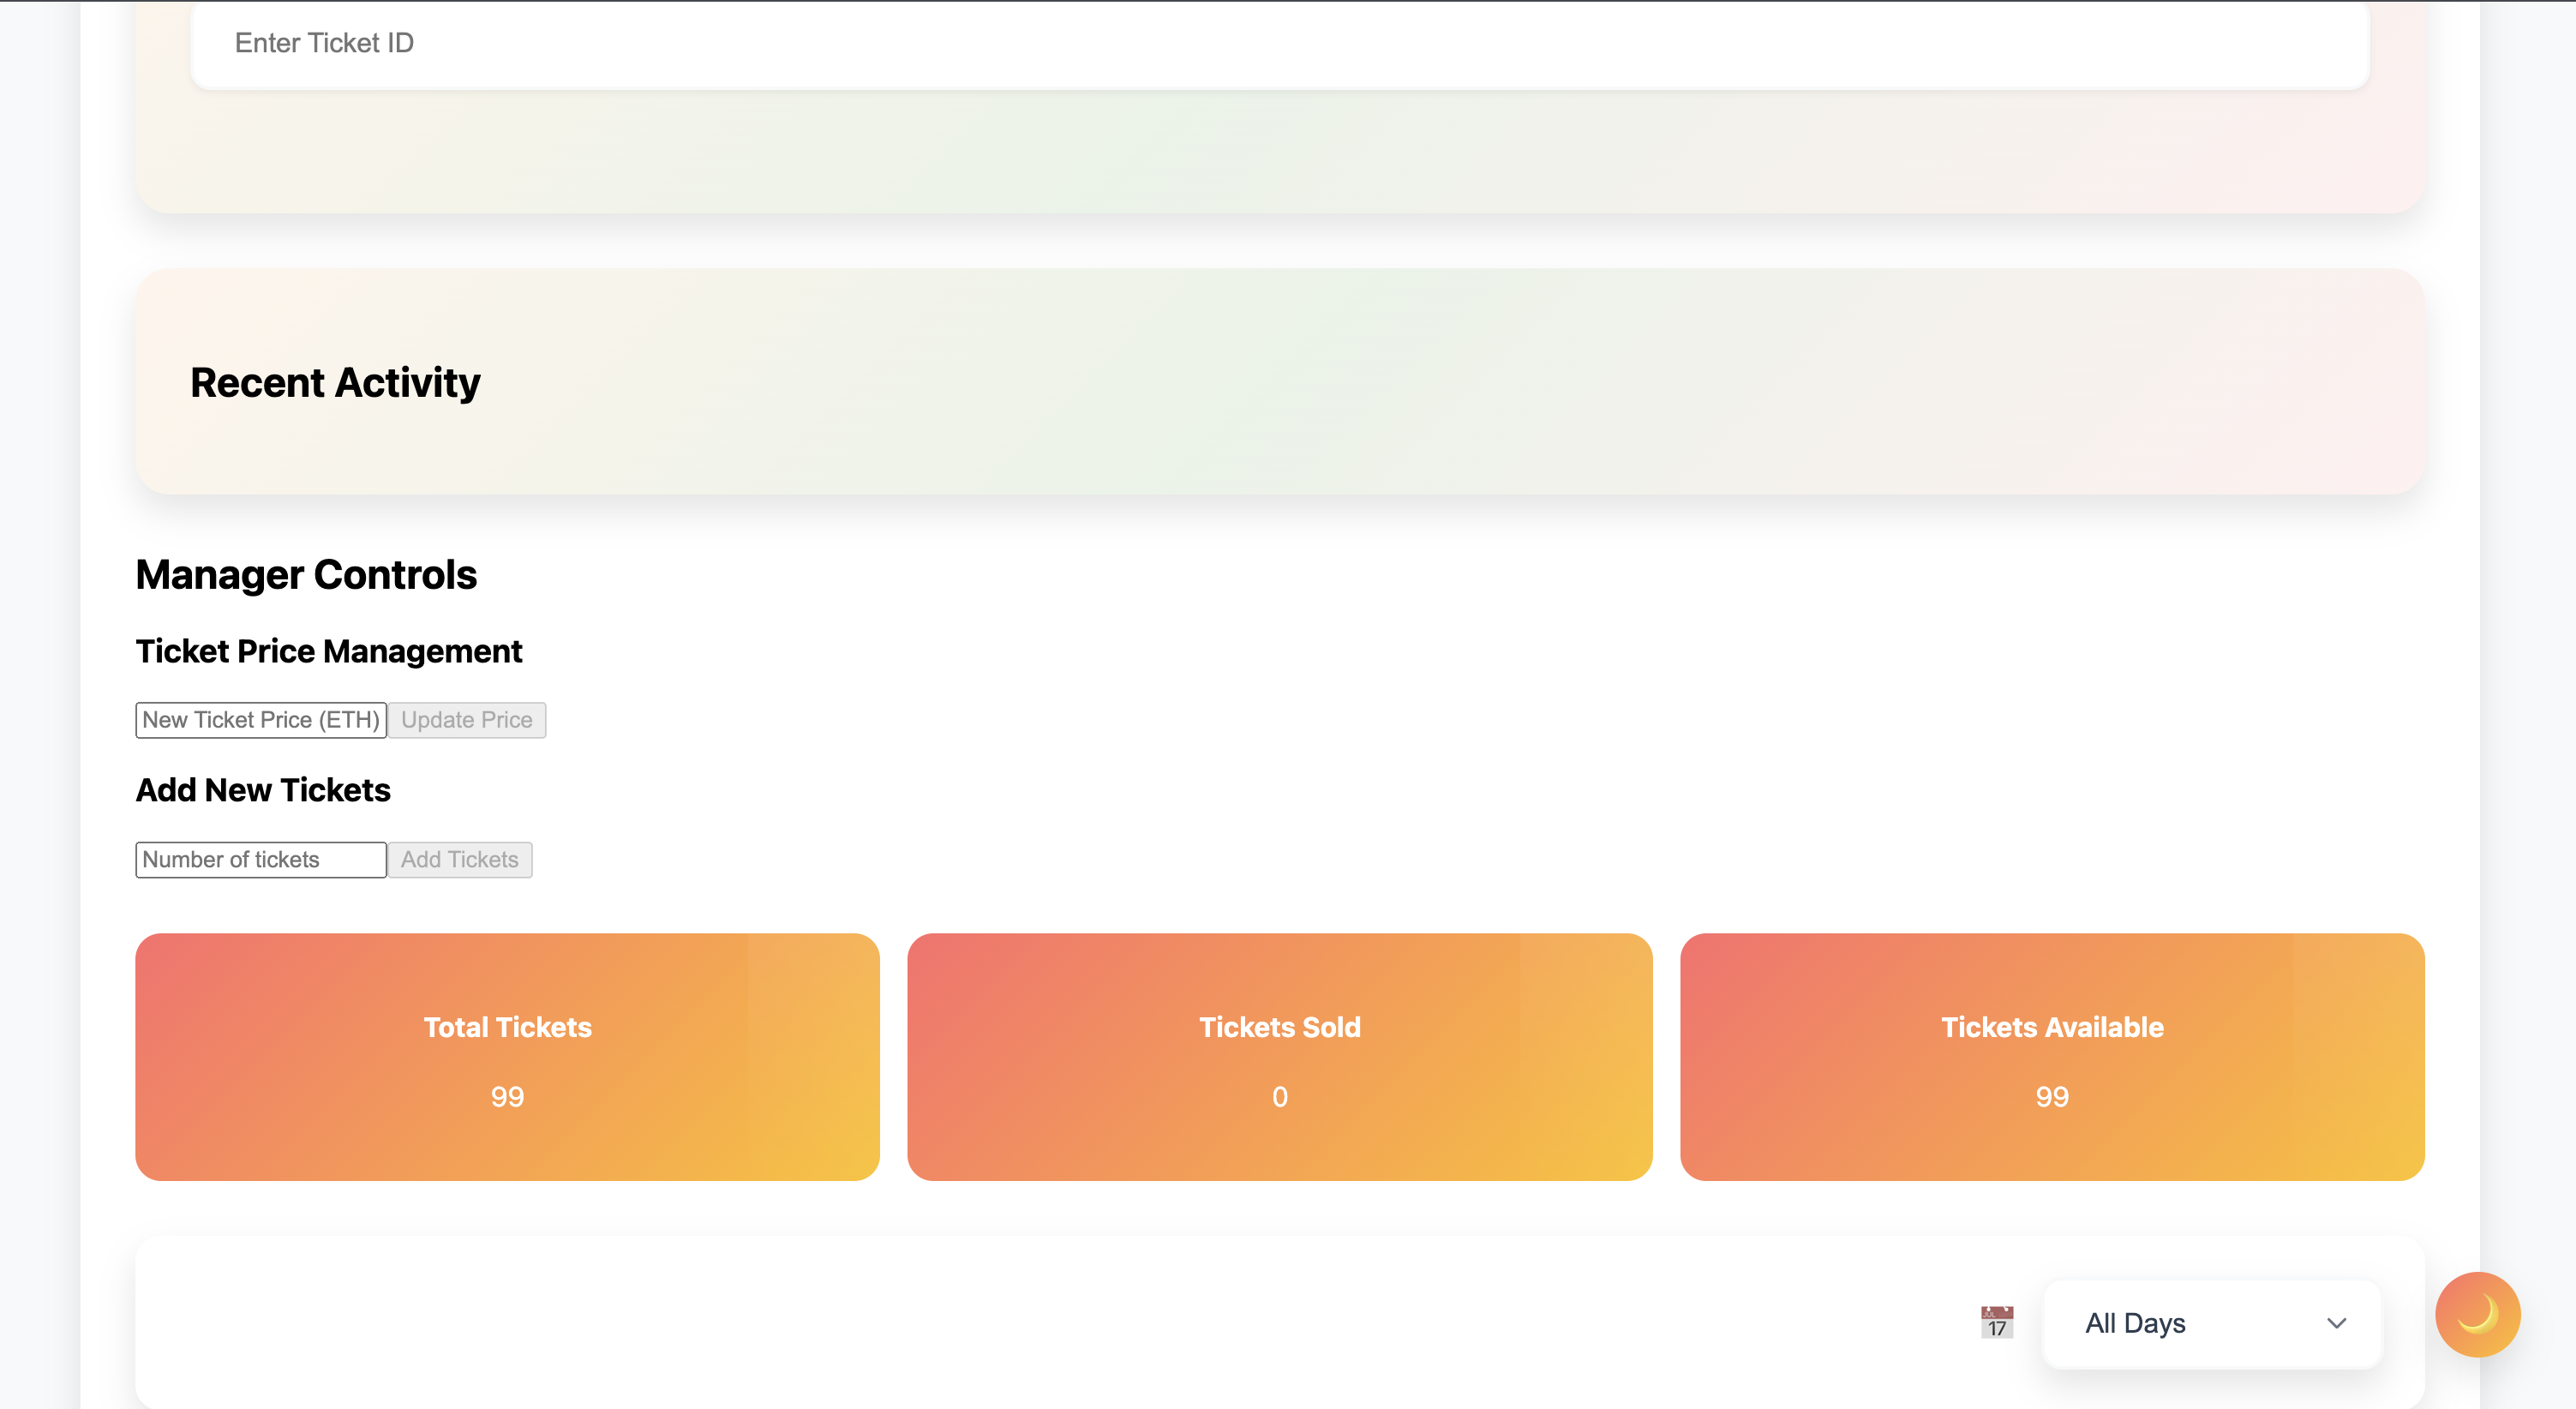 Enter Ticket ID
Recent Activity
Manager Controls
Ticket Price Management
New Ticket Price (ETH) Update Price
Add New Tickets
Number of tickets Add Tickets
Total Tickets
99
Tickets Sold
0
Tickets Available
99
JUL
17
All Days